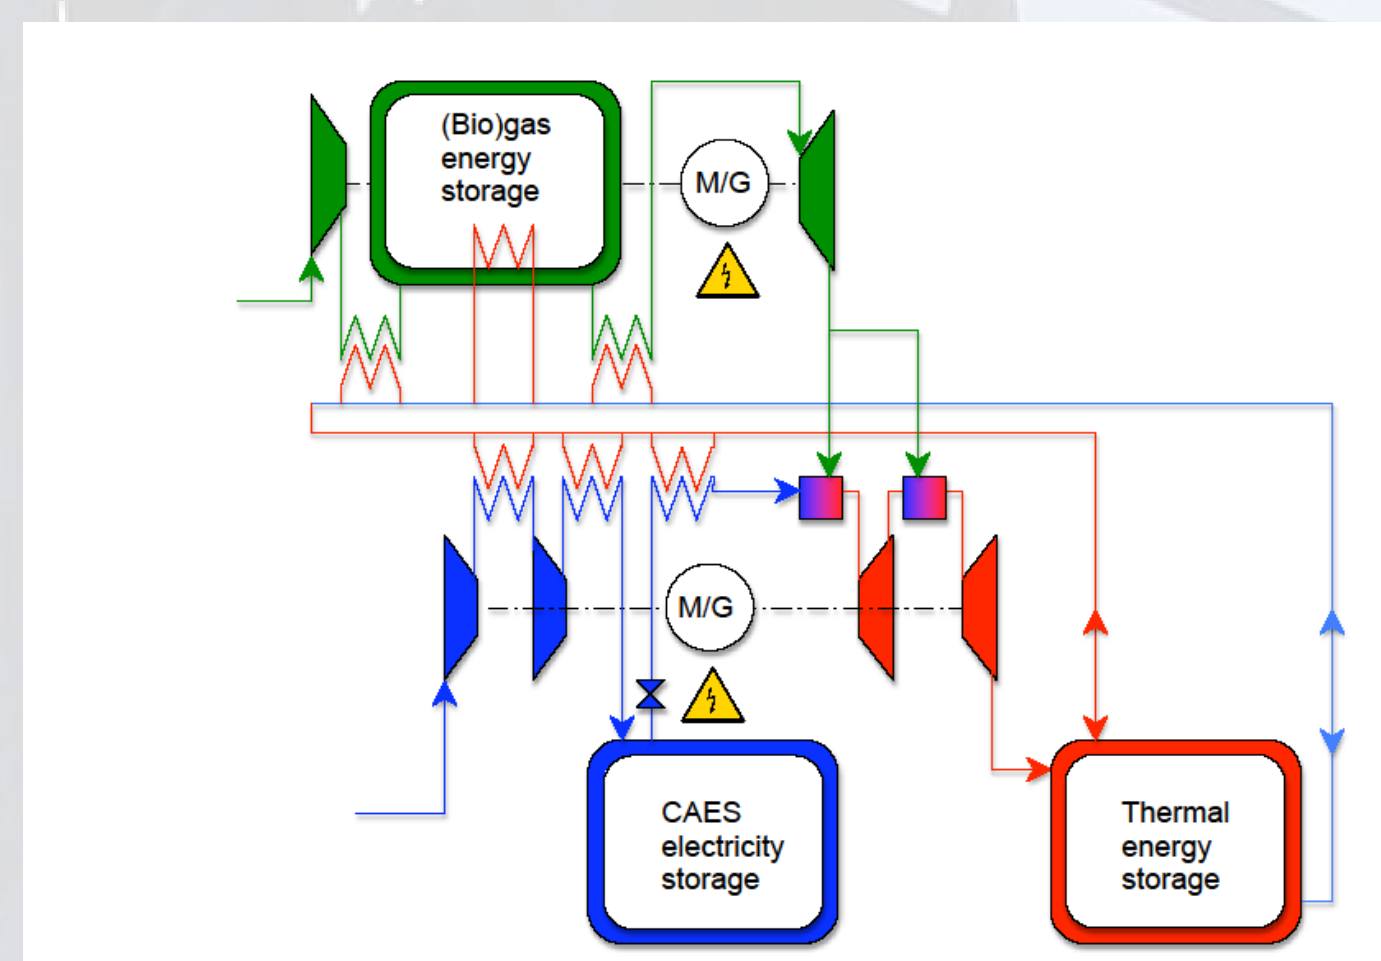 (Bio)gas
energy
storage
M/G
M/G
CAES
electricity
storage
Thermal
energy
storage